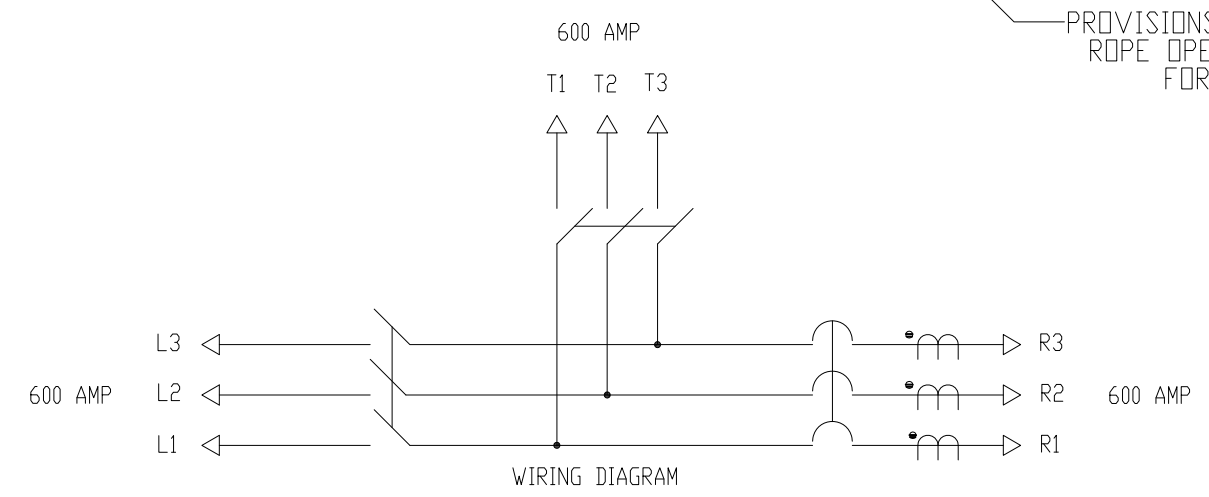 600 AMP
PROVISIONS
ROPE OPE
FOR
T1 T2 T3
L3
R3
600 AMP L2
R2 600 AMP
L1
R1
WIRING DIAGRAM